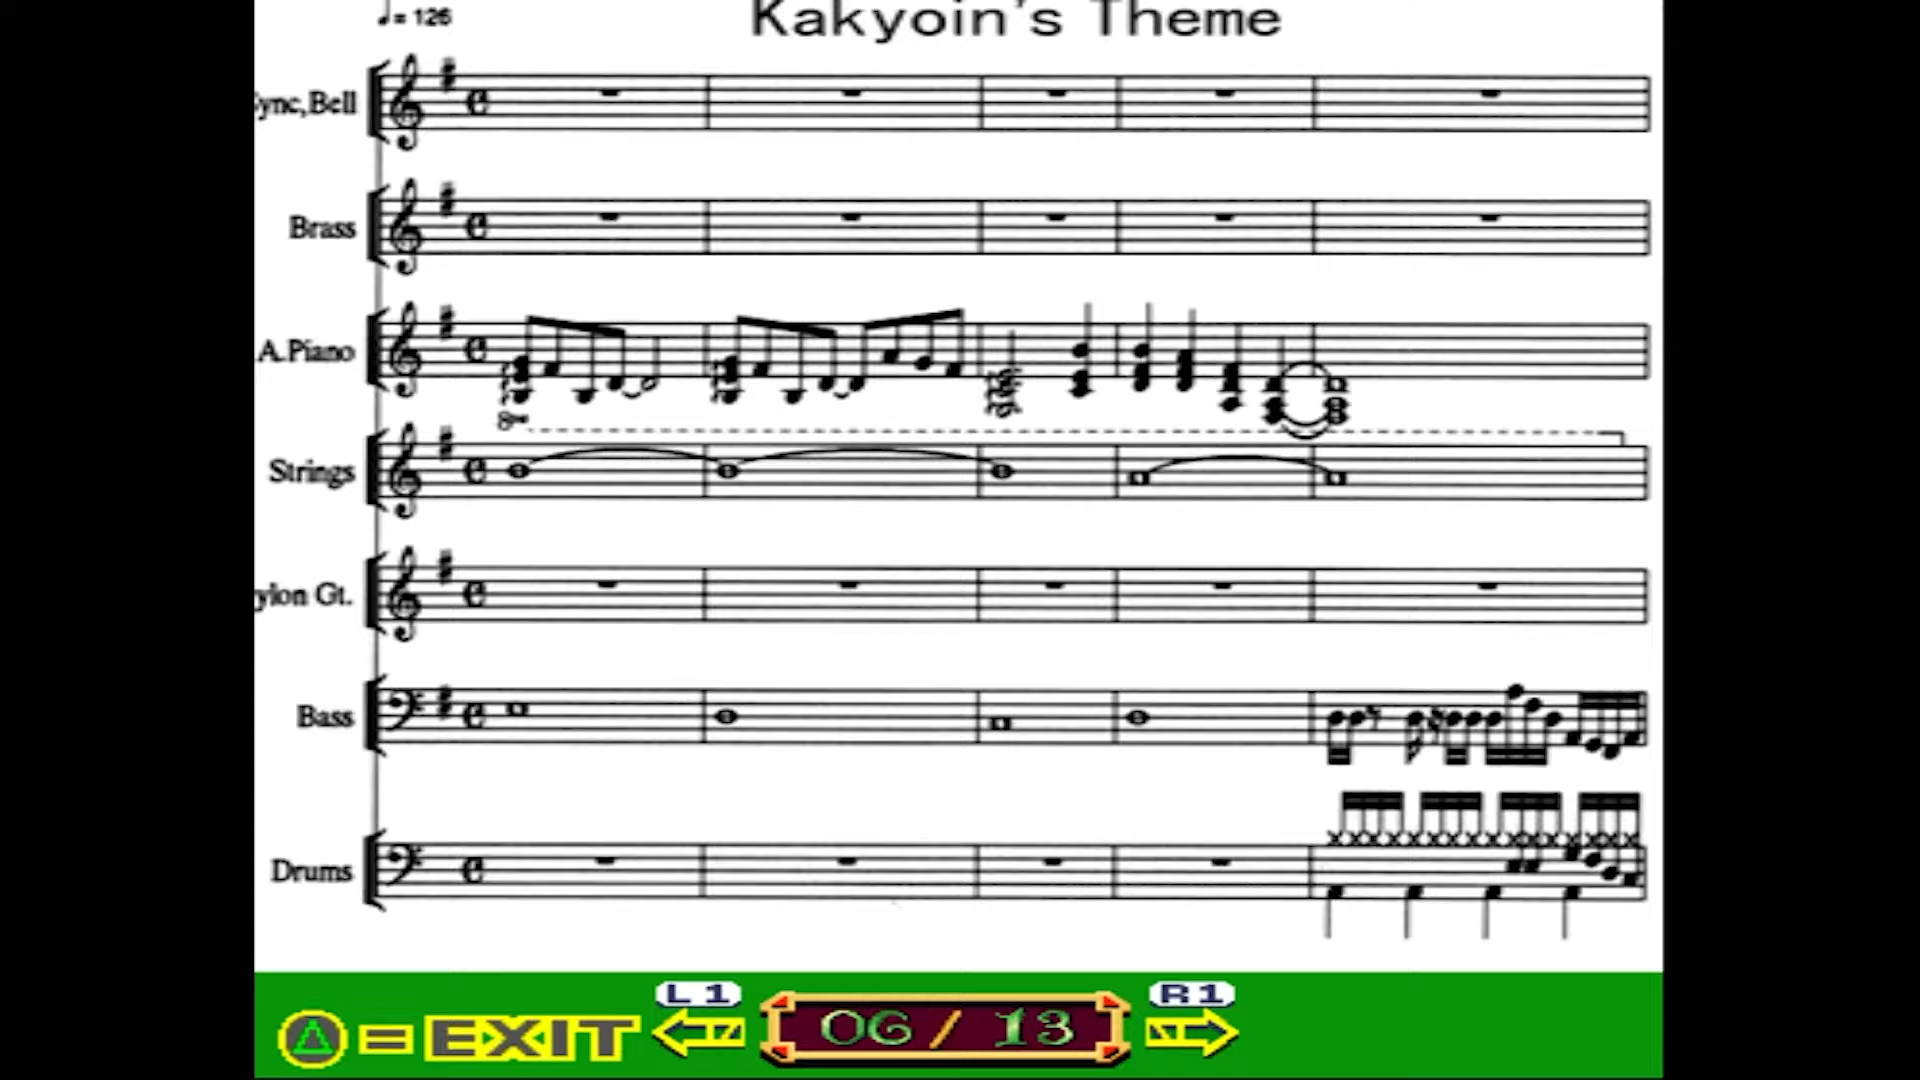 ♩= 126
Kakyoin's Theme
ync,Bell
Brass
A.Piano
8va
Strings
ylon Gt.
Bass
Drums
L1 R1
△=EXIT 06/13